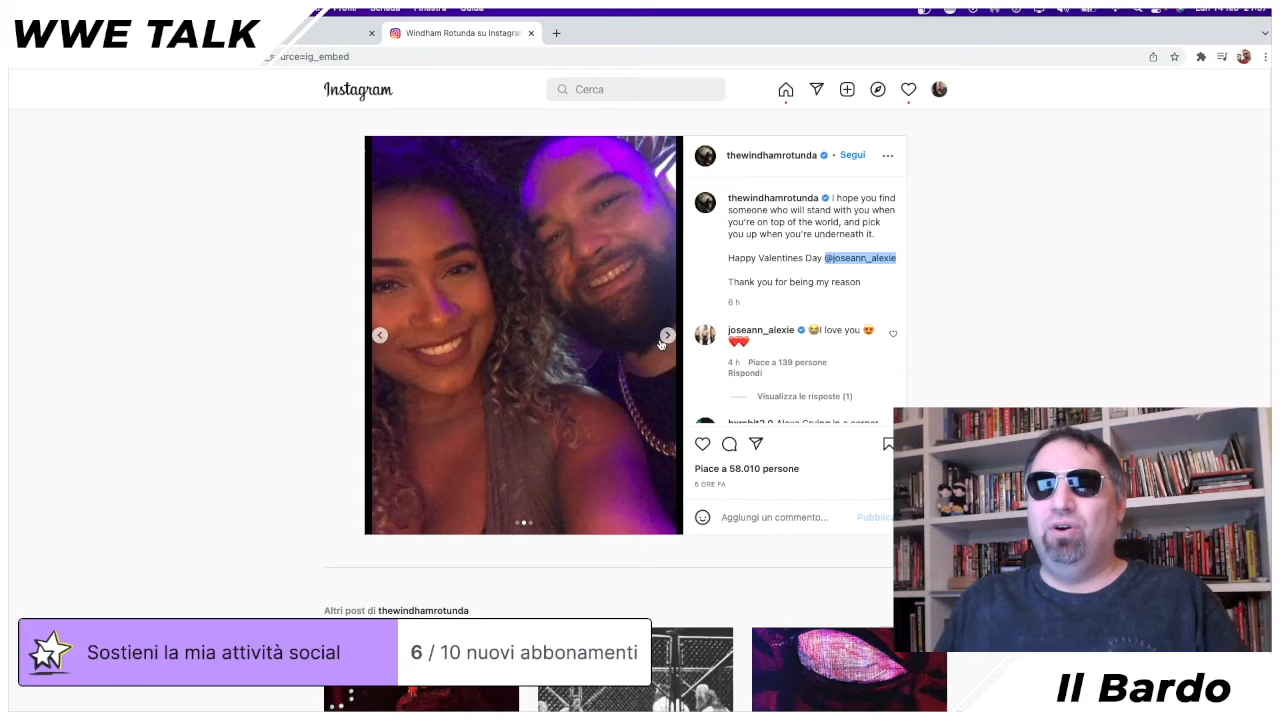 WWE TALK
Windham Rotunda su Instagra
_source=ig_embed
Instagram
Cerca
thewindhamrotunda • Segui
thewindhamrotunda I hope you find
someone who will stand with you when
you're on top of the world, and pick
you up when you're underneath it.
Happy Valentines Day @joseann_alexie
Thank you for being my reason
6 h
joseann_alexie 😭I love you 😍
❤️❤️
4 h Piace a 139 persone
Rispondi
Visualizza le risposte (1)
Piace a 58.010 persone
6 ORE FA
Aggiungi un commento...
Pubblica
Altri post di thewindhamrotunda
Sostieni la mia attività social
6 / 10 nuovi abbonamenti
Il Bardo